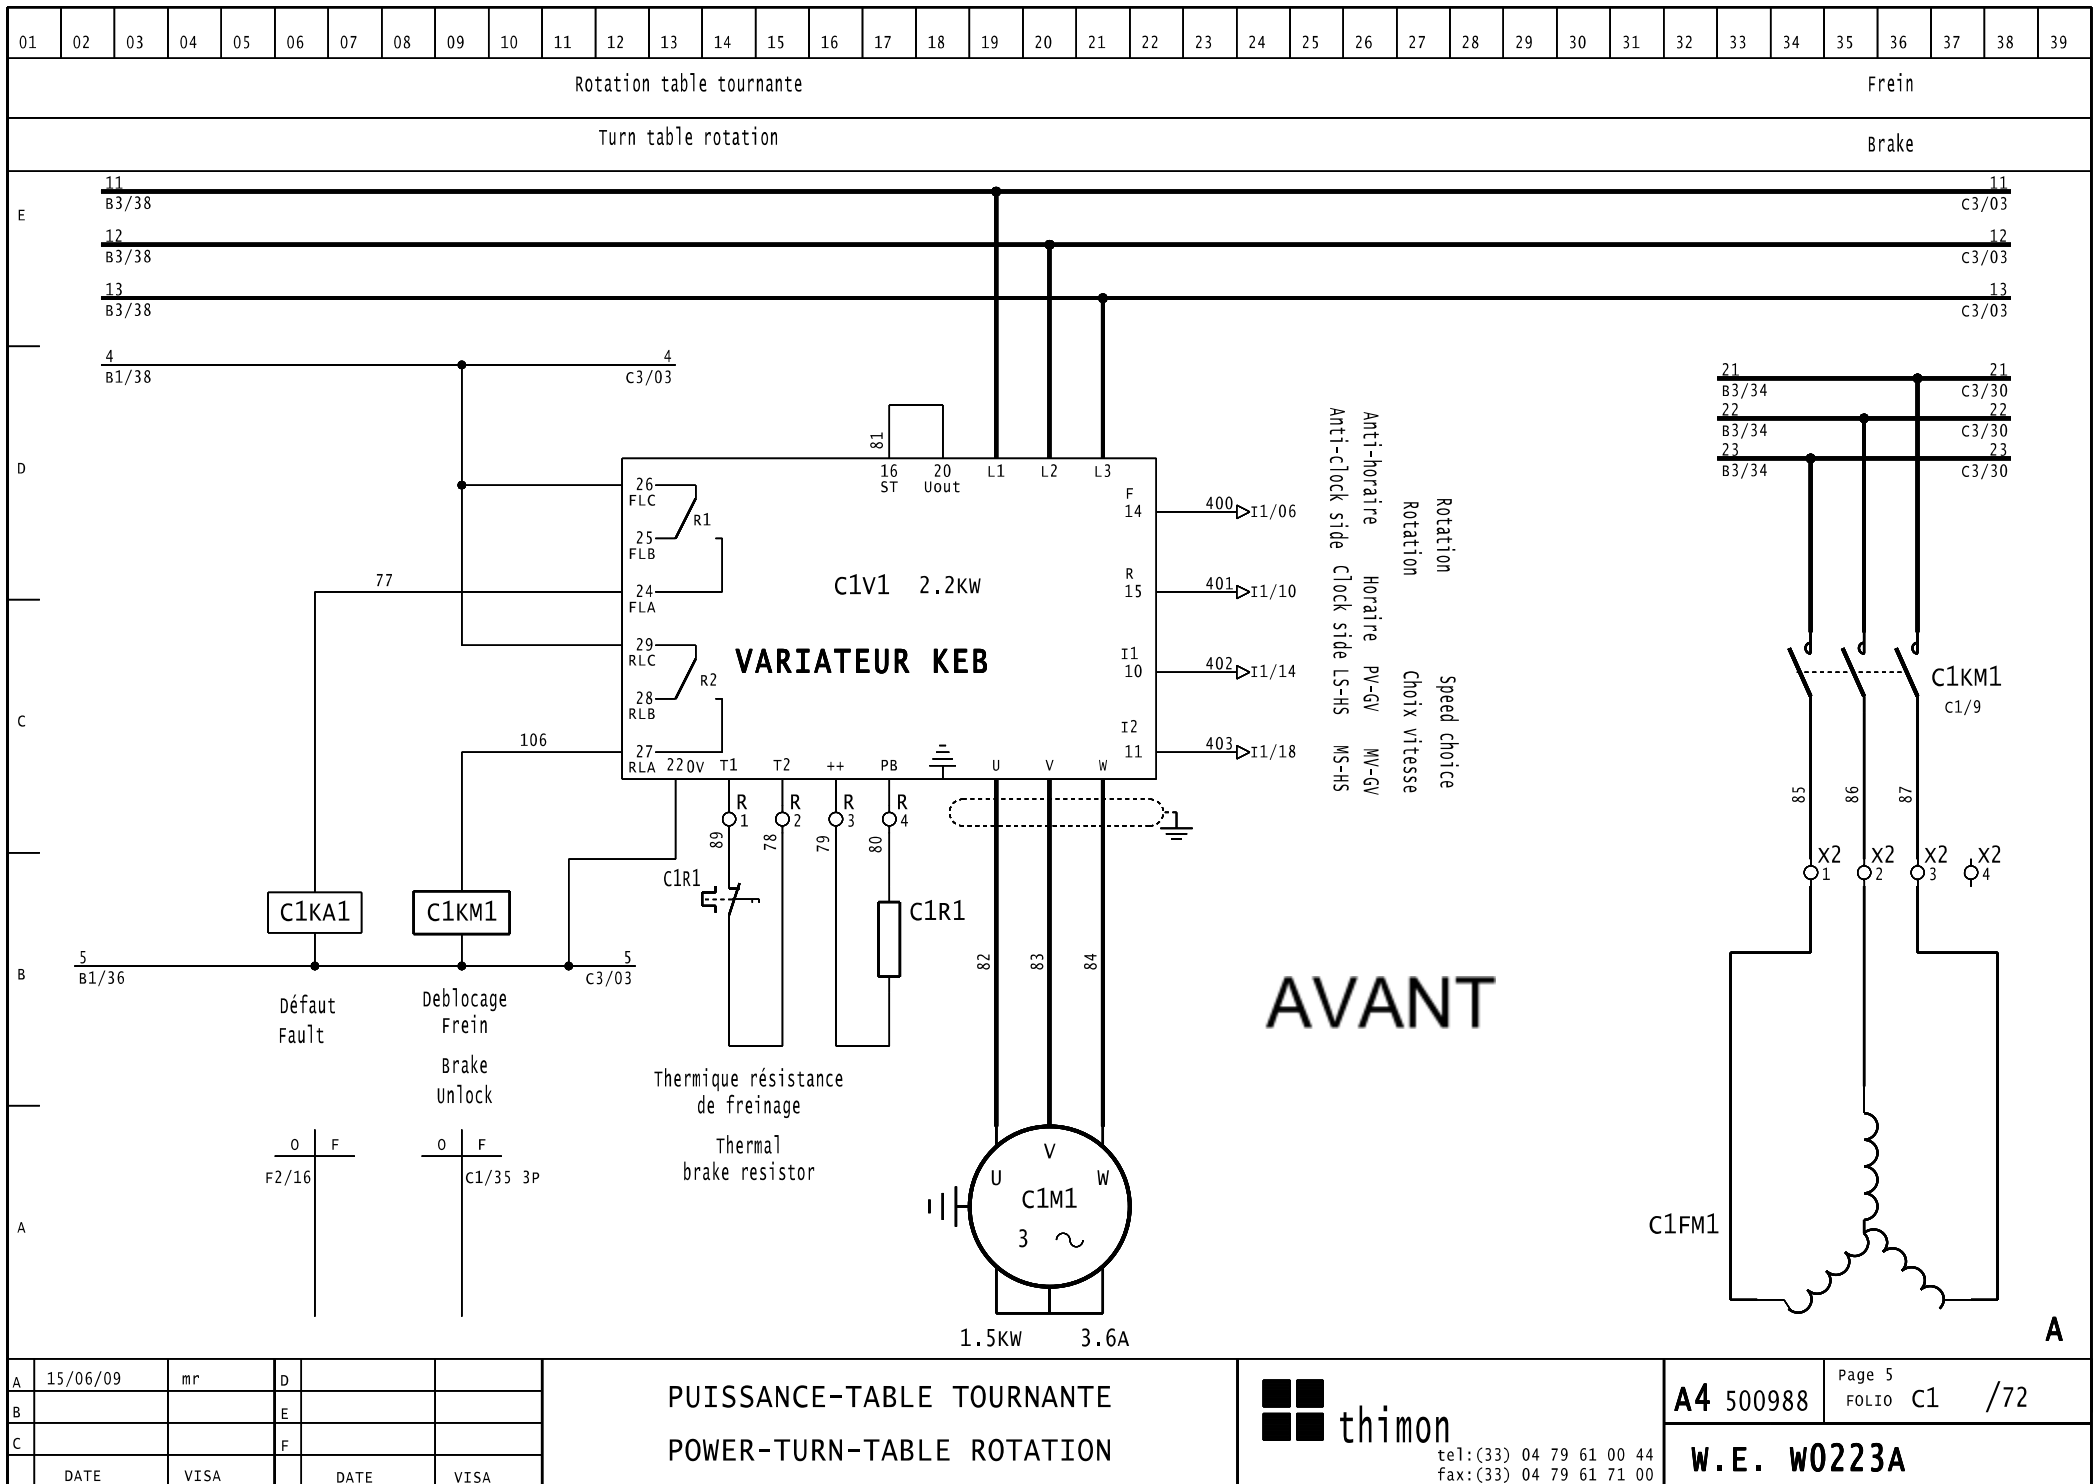 01 02 03 04 05 06 07 08 09 10 11 12 13 14 15 16 17 18 19 20 21 22 23 24 25 26 27 28 29 30 31 32 33 34 35 36 37 38 39
Rotation table tournante
Frein
Turn table rotation
Brake
E
11
B3/38
11
C3/03
12
B3/38
12
C3/03
13
B3/38
13
C3/03
4
B1/38
4
C3/03
21
B3/34
21
C3/30
22
B3/34
22
C3/30
23
B3/34
23
C3/30
D
81
16
ST
20
Uout
L1
L2
L3
26
FLC
R1
25
FLB
24
FLA
77
29
RLC
R2
28
RLB
27
RLA
106
C1V1 2.2KW
VARIATEUR KEB
F
14
400
I1/06
R
15
401
I1/10
I1
10
402
I1/14
I2
11
403
I1/18
Anti-clock side Clock side LS-HS MS-HS
Anti-horaire Horaire PV-GV MV-GV
Rotation Choix vitesse
Rotation Speed choice
C
C1KM1
C1/9
22 0V
T1
T2
++
PB
U
V
W
R
1
R
2
R
3
R
4
89
78
79
80
85
86
87
X2
1
X2
2
X2
3
X2
4
C1R1
C1R1
C1KA1
C1KM1
B
5
B1/36
5
C3/03
82
83
84
AVANT
Défaut
Fault
Deblocage
Frein
Brake
Unlock
Thermique résistance
de freinage
Thermal
brake resistor
O F
F2/16
O F
C1/35 3P
A
V
U
W
C1M1
3
1.5KW
3.6A
C1FM1
A
A 15/06/09 mr D
B E
C F
DATE VISA DATE VISA
PUISSANCE-TABLE TOURNANTE
POWER-TURN-TABLE ROTATION
thimon
tel:(33) 04 79 61 00 44
fax:(33) 04 79 61 71 00
A4 500988
Page 5
FOLIO C1 /72
W.E. W0223A